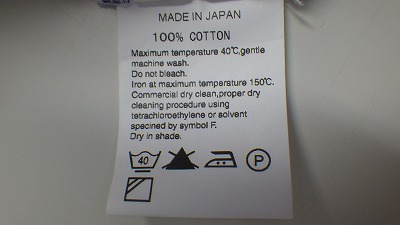 MADE IN JAPAN
100% COTTON
Maximum temperature 40℃,gentle
machine wash.
Do not bleach.
Iron at maximum temperature 150℃.
Commercial dry clean,proper dry
cleaning procedure using
tetrachloroethylene or solvent
specined by symbol F.
Dry in shade.
40 P